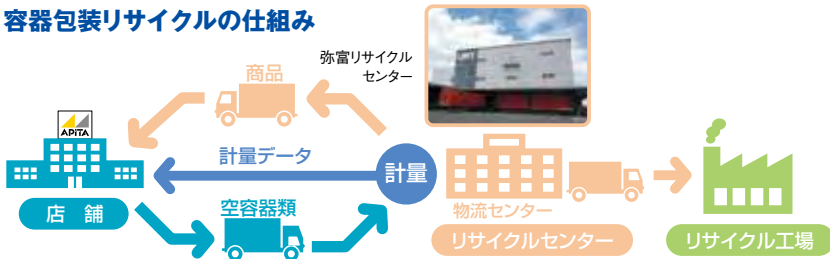 容器包装リサイクルの仕組み
弥富リサイクル
センター
商品
APiTA
計量データ
計量
店 舗
空容器類
物流センター
リサイクルセンター
リサイクル工場